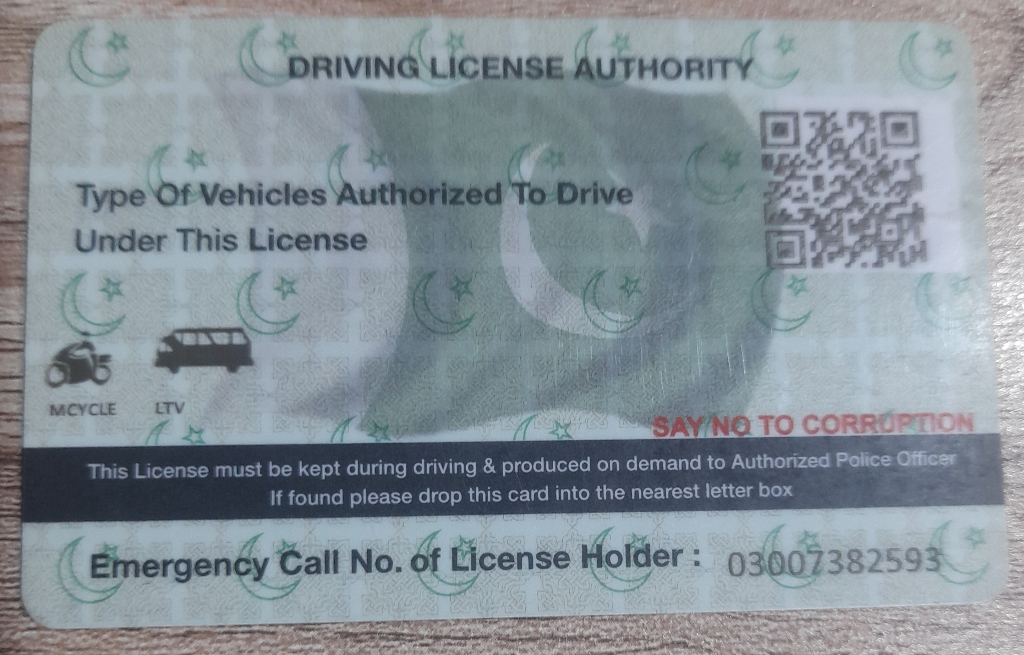 DRIVING LICENSE AUTHORITY
Type Of Vehicles Authorized To Drive
Under This License
MCYCLE LTV
SAY NO TO CORRUPTION
This License must be kept during driving & produced on demand to Authorized Police Officer
If found please drop this card into the nearest letter box
Emergency Call No. of License Holder : 03007382593